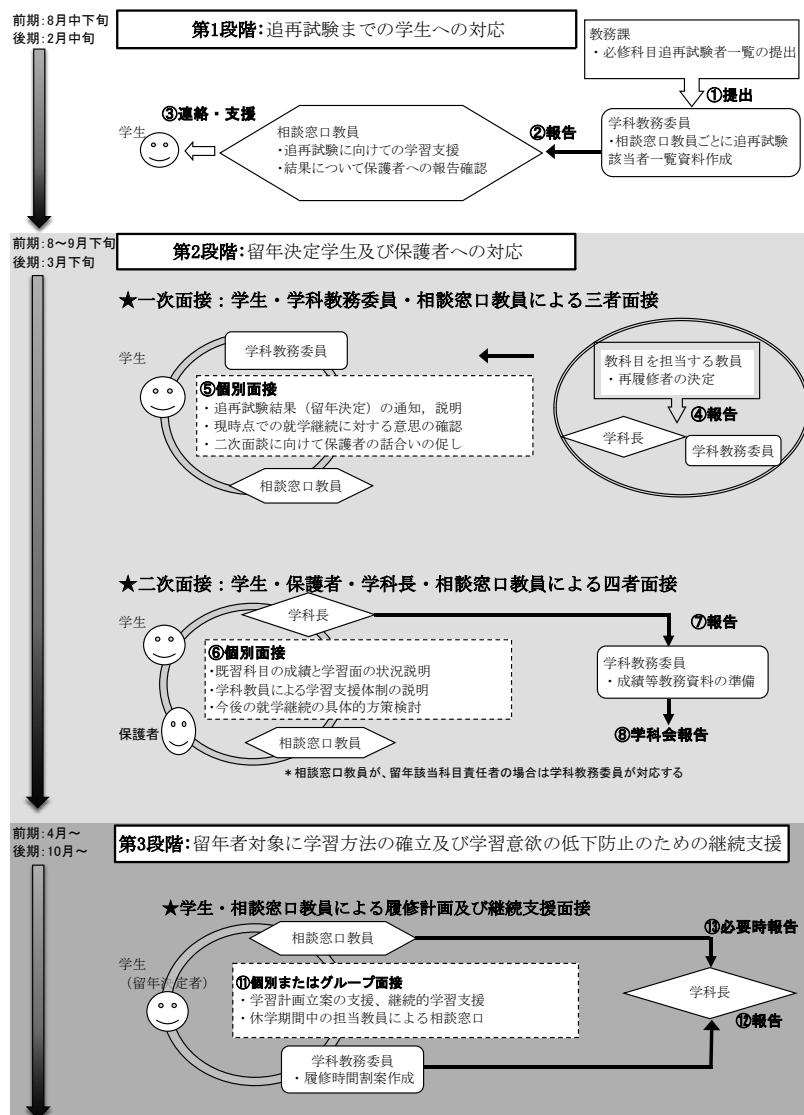 前期：8月中下旬
後期：2月中旬
第1段階：追再試験までの学生への対応
教務課
・必修科目追再試験者一覧の提出
①提出
③連絡・支援
学生
相談窓口教員
・追再試験に向けての学習支援
・結果について保護者への報告確認
②報告
学科教務委員
・相談窓口教員ごとに追再試験
該当者一覧資料作成
前期：8～9月下旬
後期：3月下旬
第2段階：留年決定学生及び保護者への対応
★一次面接：学生・学科教務委員・相談窓口教員による三者面接
学生
学科教務委員
⑤個別面接
・追再試験結果（留年決定）の通知，説明
・現時点での就学継続に対する意思の確認
・二次面談に向けて保護者の話合いの促し
相談窓口教員
教科目を担当する教員
・再履修者の決定
④報告
学科長
学科教務委員
★二次面接：学生・保護者・学科長・相談窓口教員による四者面接
学生
学科長
⑥個別面接
・既習科目の成績と学習面の状況説明
・学科教員による学習支援体制の説明
・今後の就学継続の具体的方策検討
保護者
相談窓口教員
⑦報告
学科教務委員
・成績等教務資料の準備
⑧学科会報告
＊相談窓口教員が、留年該当科目責任者の場合は学科教務委員が対応する
前期：4月～
後期：10月～
第3段階：留年者対象に学習方法の確立及び学習意欲の低下防止のための継続支援
★学生・相談窓口教員による履修計画及び継続支援面接
相談窓口教員
⑬必要時報告
学生
（留年決定者）
⑪個別またはグループ面接
・学習計画立案の支援、継続的学習支援
・休学期間中の担当教員による相談窓口
学科長
⑫報告
学科教務委員
・履修時間割案作成